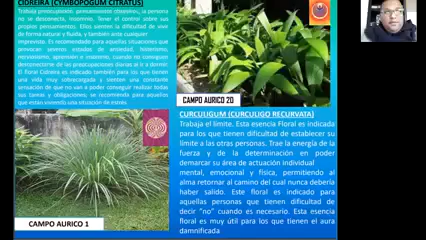 CIDREIRA (CYMBOPOGUM CITRATUS)
Trabaja preocupación, pensamiento obsesivo, la persona
no se desconecta, insomnio. Tener el control sobre sus
propios pensamientos. Ellos sienten la dificul de vivo
de forma natural y fluida, y también ante cualquier
imprevisto. Es recomendado para aquellas situaciones que
provocan serenos estados de ansiedad, histerismo,
nerviosismo, aprensión e insomnio, cuando no consiguen
desconectarse de las preocupaciones diarias al ir a dormir.
El floral Cidreira es indicado también para los que tienen
una vida muy sobrecargada y sienten una constante
sensación de que no van a poder conseguir realizar todas
sus tareas y obligaciones; se recomienda para aquellos
que están viviendo una situación de estrés
CAMPO AURICO 20
CURCULIGUM (CURCULIGO RECURVATA)
Trabaja el límite. Esta esencia Floral es indicada
para los que tienen dificultad de establecer su
límite a las otras personas. Trae la energía de la
fuerza y de la determinación en poder
demarcar su área de actuación individual
mental, emocional y física, permitiendo al
alma retornar al camino del cual nunca debería
haber salido. Este floral es indicado para
aquellas personas que tienen dificultad de
decir "no" cuando es necesario. Esta esencia
floral es muy útil para los que tienen el aura
damnificada
CAMPO AURICO 1